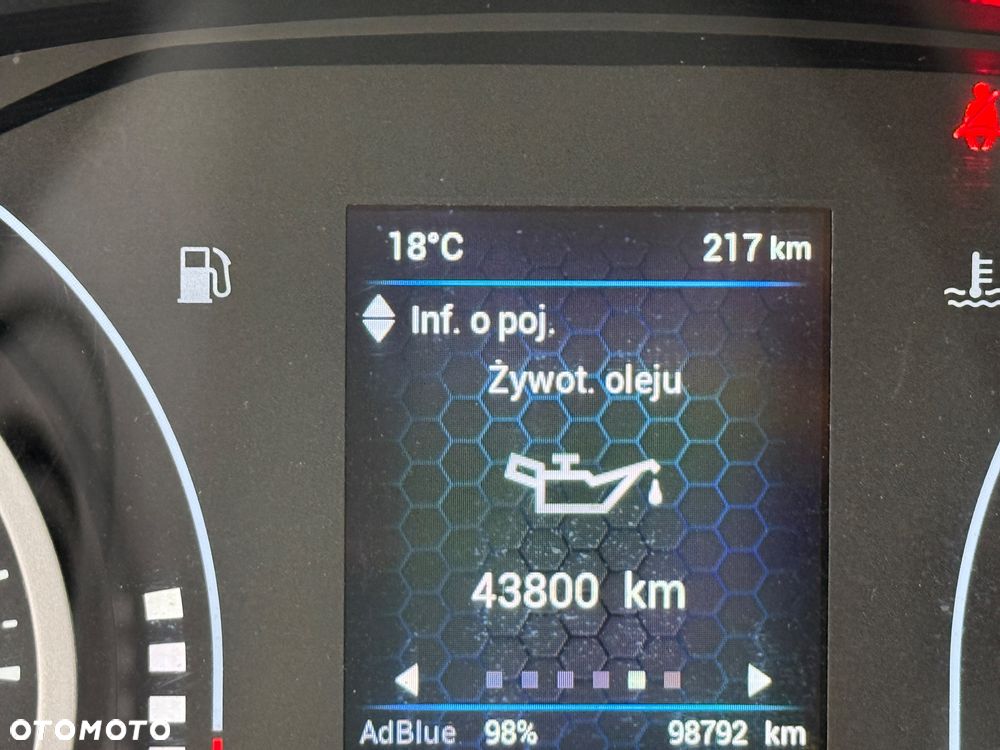 18°C 217 km
Inf. o poj.
Żywot. oleju
43800 km
AdBlue 98% 98792 km
OTOMOTO